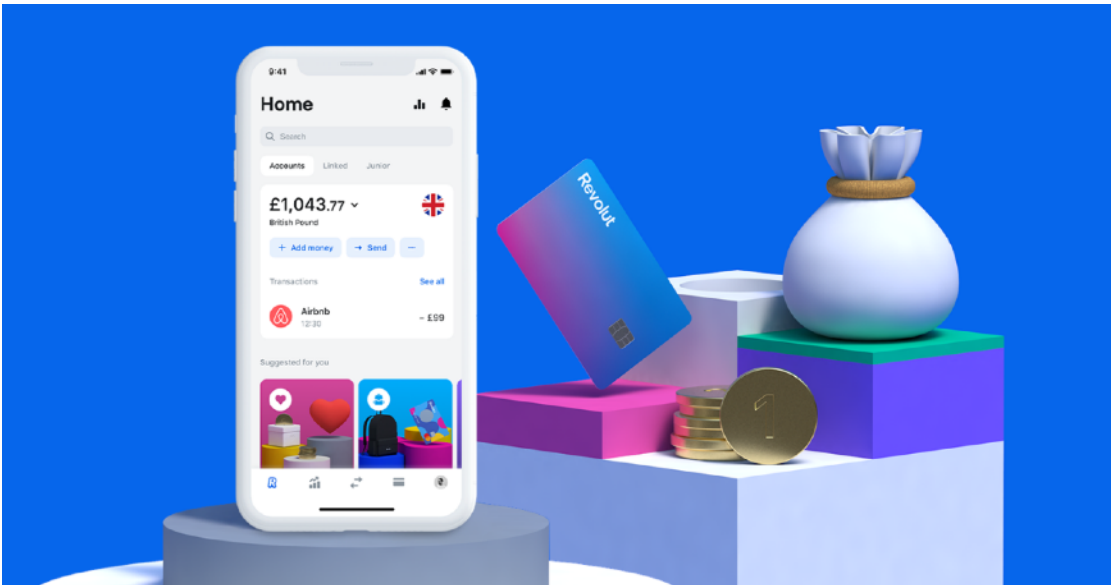 9:41
Home
Search
Accounts Linked Junior
£1,043.77
British Pound
+ Add money → Send
Transactions See all
Airbnb - £99
12:30
Suggested for you
Revolut
1